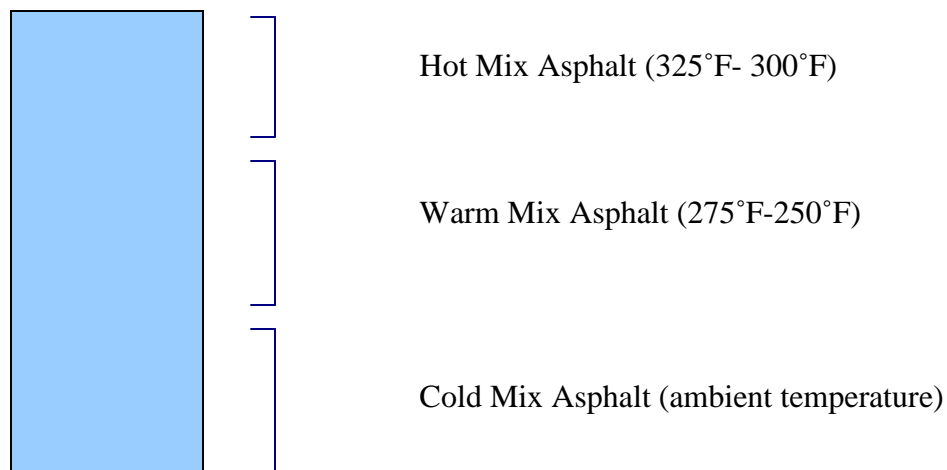 Hot Mix Asphalt (325˚F- 300˚F)
Warm Mix Asphalt (275˚F-250˚F)
Cold Mix Asphalt (ambient temperature)